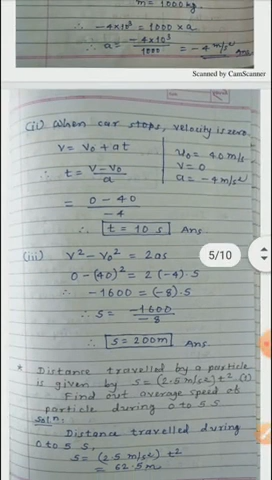 m = 1000 kg.
∴ -4×10³ = 1000 × a
∴ a = -4×10³ / 1000 = -4 m/s² Ans
Scanned by CamScanner
(ii) When car stops, velocity is zero.
v = v₀ + at
∴ t = v - v₀ / a
= 0 - 40 / -4
∴ t = 10 s Ans.
v₀ = 40 m/s
v = 0
a = -4 m/s²
5/10
(iii) v² - v₀² = 2as
0 - (40)² = 2 (-4) · s
∴ -1600 = (-8) · s
∴ s = -1600 / -8
∴ s = 200m Ans.
* Distance travelled by a particle
is given by s = (2.5 m/s²) t²
Find out average speed of
particle during 0 to 5 s
Soln:
Distance travelled during
0 to 5 s,
s = (2.5 m/s²) t²
= 62.5 m